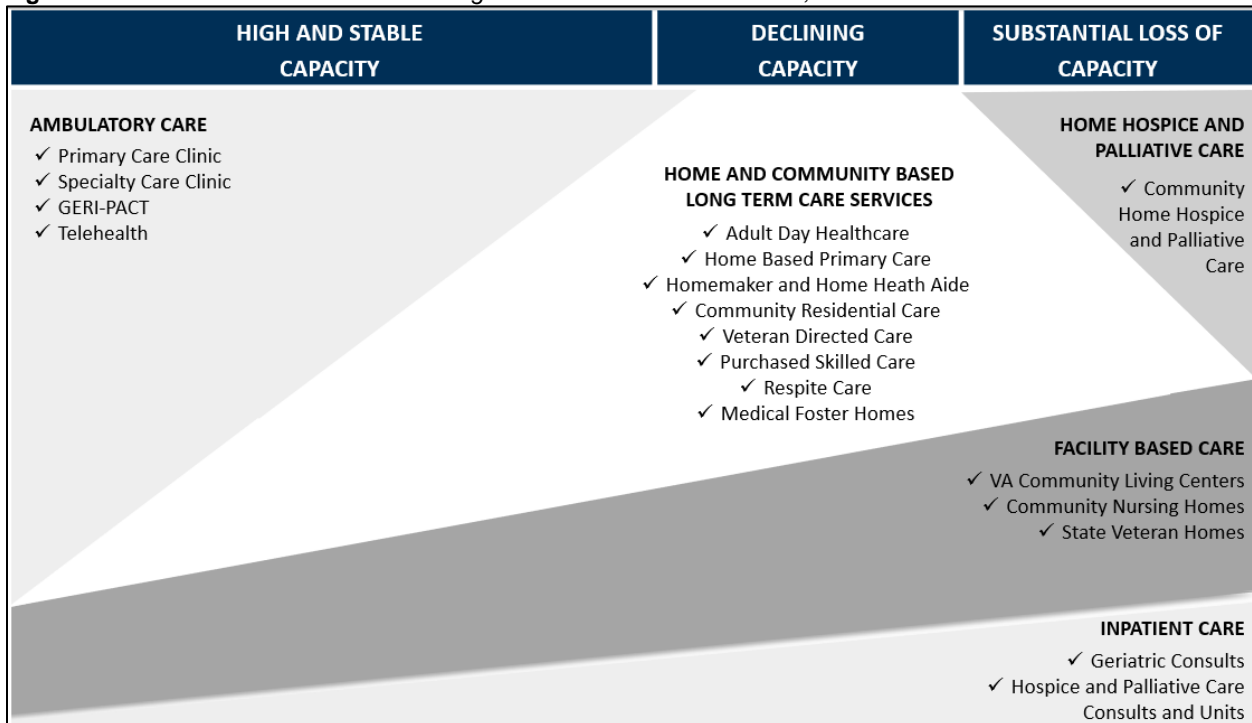 HIGH AND STABLE
CAPACITY
DECLINING
CAPACITY
SUBSTANTIAL LOSS OF
CAPACITY
AMBULATORY CARE
✓ Primary Care Clinic
✓ Specialty Care Clinic
✓ GERI-PACT
✓ Telehealth
HOME AND COMMUNITY BASED
LONG TERM CARE SERVICES
✓ Adult Day Healthcare
✓ Home Based Primary Care
✓ Homemaker and Home Heath Aide
✓ Community Residential Care
✓ Veteran Directed Care
✓ Purchased Skilled Care
✓ Respite Care
✓ Medical Foster Homes
HOME HOSPICE AND
PALLIATIVE CARE
✓ Community
Home Hospice
and Palliative
Care
FACILITY BASED CARE
✓ VA Community Living Centers
✓ Community Nursing Homes
✓ State Veteran Homes
INPATIENT CARE
✓ Geriatric Consults
✓ Hospice and Palliative Care
Consults and Units